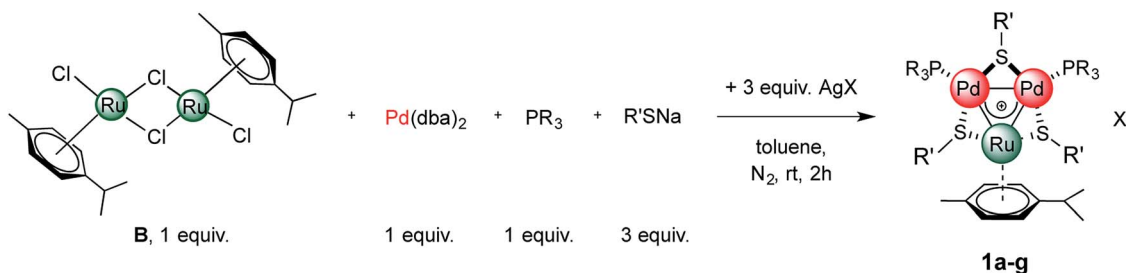 Cl
Cl
Ru
Ru
Cl
Cl
+ Pd(dba)₂ + PR₃ + R'SNa
+ 3 equiv. AgX
toluene,
N₂, rt, 2h
R'
S
R₃P
PR₃
Pd
Pd
⊕
S
S
Ru
R'
R'
X
B, 1 equiv.
1 equiv.
1 equiv.
3 equiv.
1a-g